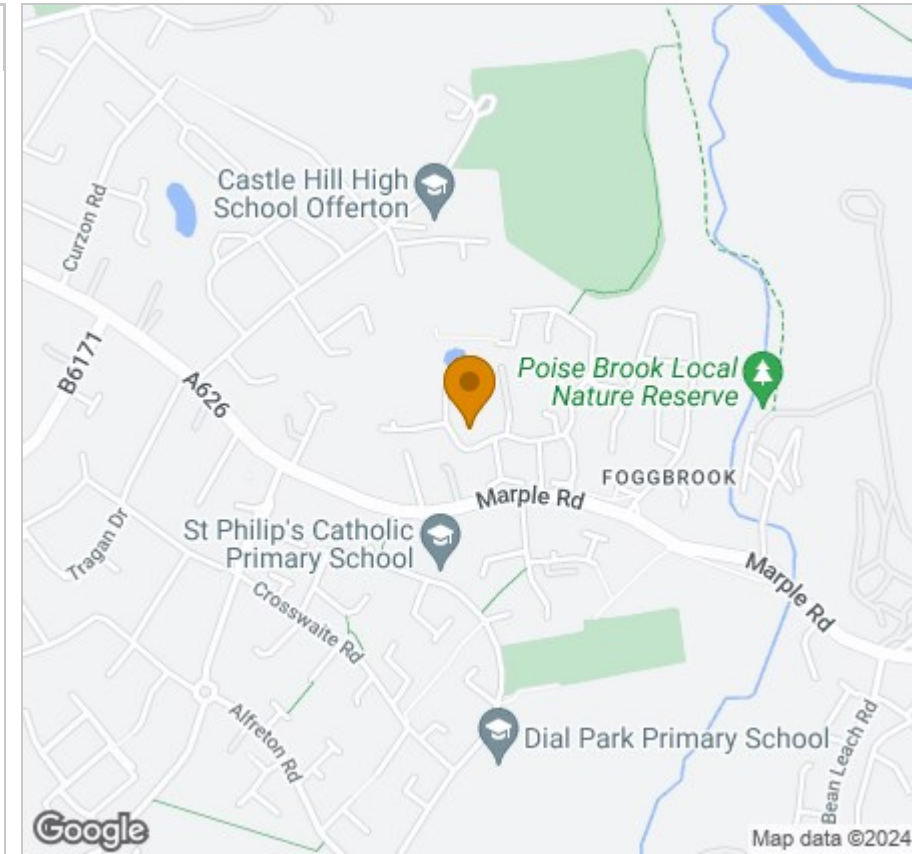 Castle Hill High
School Offerton
Curzon Rd
B6171
A626
Poise Brook Local
Nature Reserve
FOGGBROOK
Marple Rd
St Philip's Catholic
Primary School
Tragan Dr
Crosswaite Rd
Marple Rd
Alfreton Rd
Dial Park Primary School
Bean Leach Rd
Google
Map data ©2024